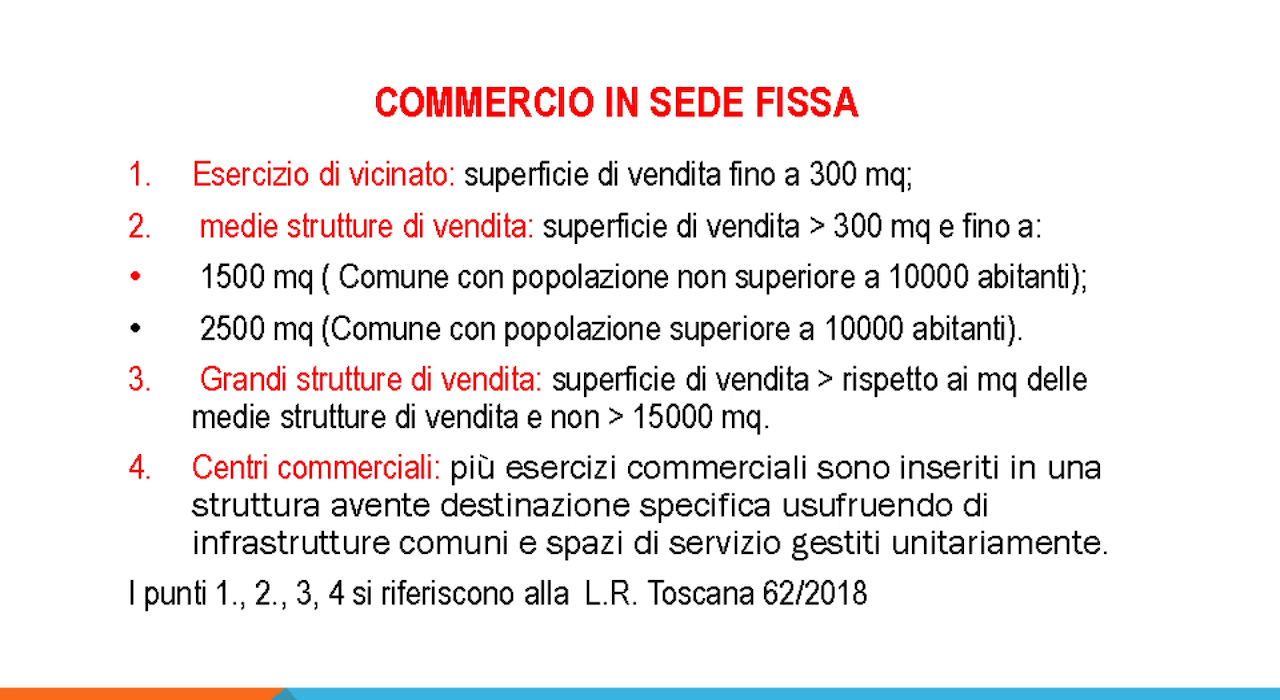 COMMERCIO IN SEDE FISSA
1. Esercizio di vicinato: superficie di vendita fino a 300 mq;
2. medie strutture di vendita: superficie di vendita > 300 mq e fino a:
• 1500 mq ( Comune con popolazione non superiore a 10000 abitanti);
• 2500 mq (Comune con popolazione superiore a 10000 abitanti).
3. Grandi strutture di vendita: superficie di vendita > rispetto ai mq delle
medie strutture di vendita e non > 15000 mq.
4. Centri commerciali: più esercizi commerciali sono inseriti in una
struttura avente destinazione specifica usufruendo di
infrastrutture comuni e spazi di servizio gestiti unitariamente.
I punti 1., 2., 3, 4 si riferiscono alla L.R. Toscana 62/2018